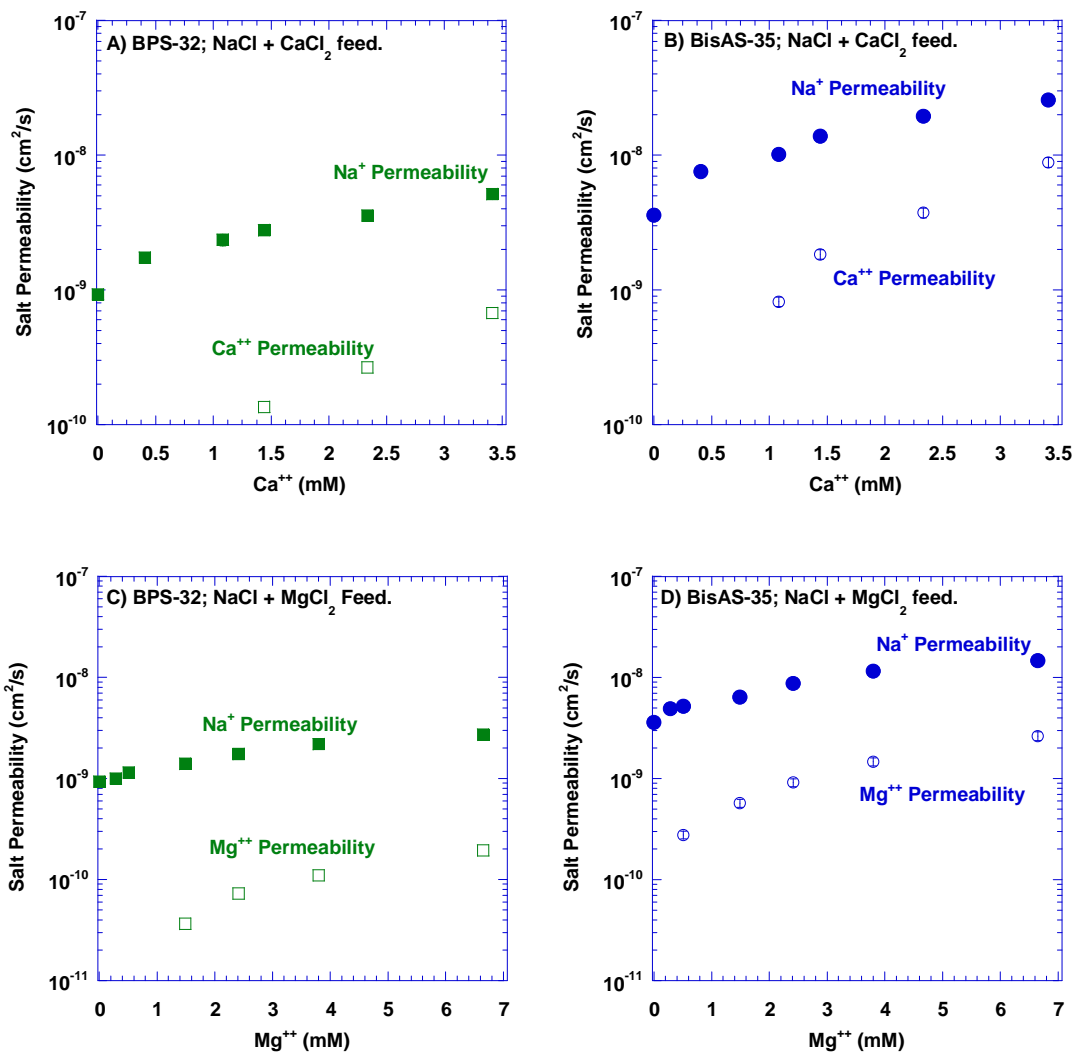 A) BPS-32; NaCl + CaCl₂ feed.
Na⁺ Permeability
Ca⁺⁺ Permeability
Salt Permeability (cm²/s)
10⁻⁷
10⁻⁸
10⁻⁹
10⁻¹⁰
0 0.5 1 1.5 2 2.5 3 3.5
Ca⁺⁺ (mM)
B) BisAS-35; NaCl + CaCl₂ feed.
Na⁺ Permeability
Ca⁺⁺ Permeability
Salt Permeability (cm²/s)
10⁻⁷
10⁻⁸
10⁻⁹
10⁻¹⁰
0 0.5 1 1.5 2 2.5 3 3.5
Ca⁺⁺ (mM)
C) BPS-32; NaCl + MgCl₂ Feed.
Na⁺ Permeability
Mg⁺⁺ Permeability
Salt Permeability (cm²/s)
10⁻⁷
10⁻⁸
10⁻⁹
10⁻¹⁰
10⁻¹¹
0 1 2 3 4 5 6 7
Mg⁺⁺ (mM)
D) BisAS-35; NaCl + MgCl₂ feed.
Na⁺ Permeability
Mg⁺⁺ Permeability
Salt Permeability (cm²/s)
10⁻⁷
10⁻⁸
10⁻⁹
10⁻¹⁰
10⁻¹¹
0 1 2 3 4 5 6 7
Mg⁺⁺ (mM)